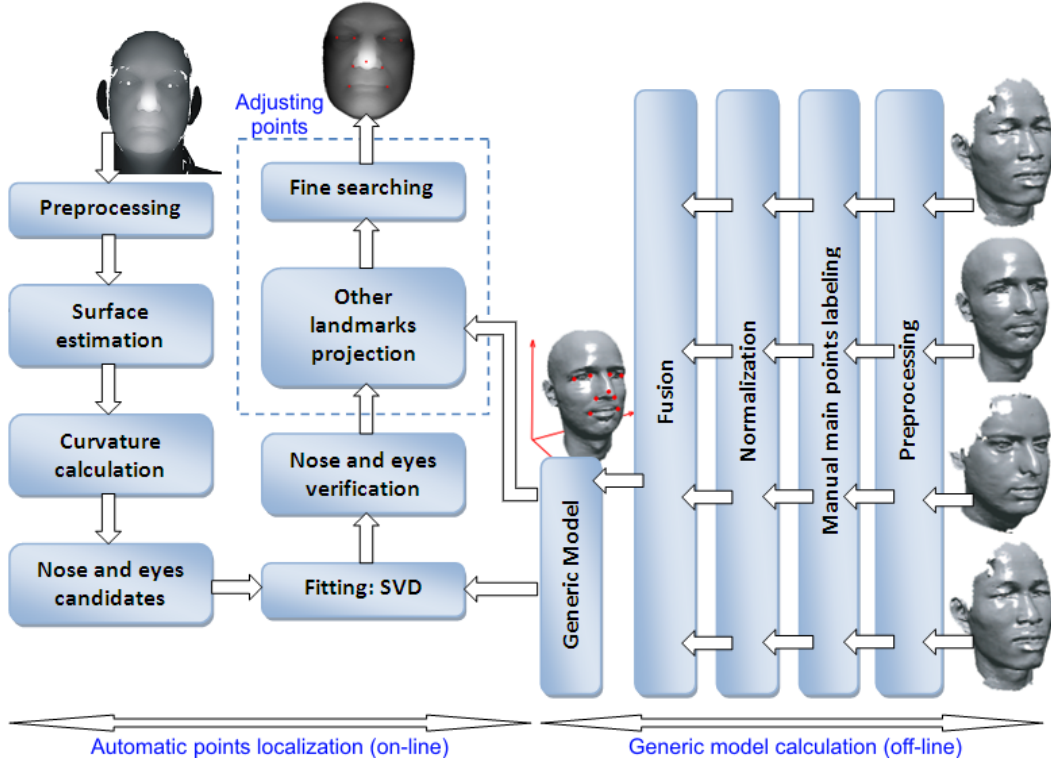 Adjusting
points
Preprocessing
Surface
estimation
Curvature
calculation
Nose and eyes
candidates
Fine searching
Other
landmarks
projection
Nose and eyes
verification
Fitting: SVD
Generic Model
Fusion
Normalization
Manual main points labeling
Preprocessing
Automatic points localization (on-line)
Generic model calculation (off-line)